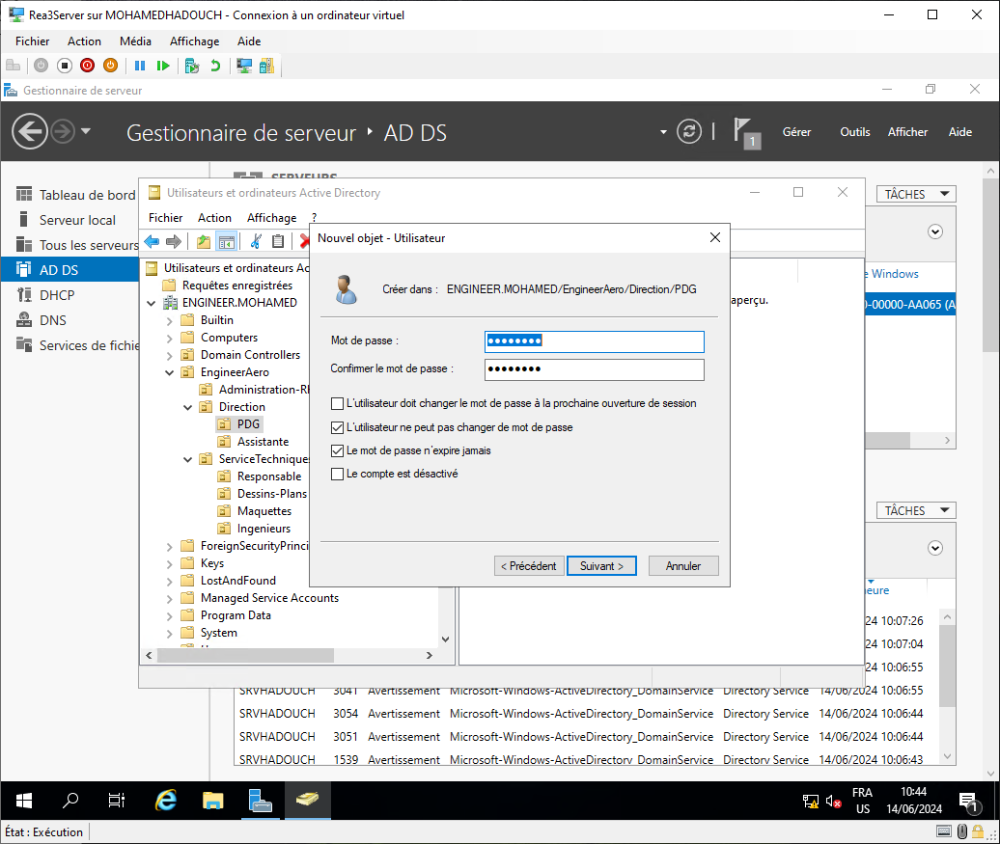 Rea3Server sur MOHAMEDHADOUCH - Connexion à un ordinateur virtuel
Fichier Action Média Affichage Aide
Gestionnaire de serveur
Gestionnaire de serveur ‣ AD DS
1
Gérer Outils Afficher Aide
Tableau de bord
Serveur local
Tous les serveurs
AD DS
DHCP
DNS
Services de fichie
SERVEURS
TÂCHES
e Windows
0-00000-AA065 (A
Utilisateurs et ordinateurs Active Directory
Fichier Action Affichage ?
Utilisateurs et ordinateurs Ac
Requêtes enregistrées
ENGINEER.MOHAMED
Builtin
Computers
Domain Controllers
EngineerAero
Administration-RI
Direction
PDG
Assistante
ServiceTechniques
Responsable
Dessins-Plans
Maquettes
Ingenieurs
ForeignSecurityPrinci
Keys
LostAndFound
Managed Service Accounts
Program Data
System
aperçu.
Nouvel objet - Utilisateur
Créer dans : ENGINEER.MOHAMED/EngineerAero/Direction/PDG
Mot de passe : ●●●●●●●●
Confirmer le mot de passe : ●●●●●●●●
L'utilisateur doit changer le mot de passe à la prochaine ouverture de session
L'utilisateur ne peut pas changer de mot de passe
Le mot de passe n'expire jamais
Le compte est désactivé
< Précédent Suivant > Annuler
TÂCHES
eure
24 10:07:26
24 10:07:04
24 10:06:55
SRVHADOUCH 3041 Avertissement Microsoft-Windows-ActiveDirectory_DomainService Directory Service 14/06/2024 10:06:55
SRVHADOUCH 3054 Avertissement Microsoft-Windows-ActiveDirectory_DomainService Directory Service 14/06/2024 10:06:44
SRVHADOUCH 3051 Avertissement Microsoft-Windows-ActiveDirectory_DomainService Directory Service 14/06/2024 10:06:44
SRVHADOUCH 1539 Avertissement Microsoft-Windows-ActiveDirectory_DomainService Directory Service 14/06/2024 10:06:43
FRA
US
10:44
14/06/2024
1
État : Exécution